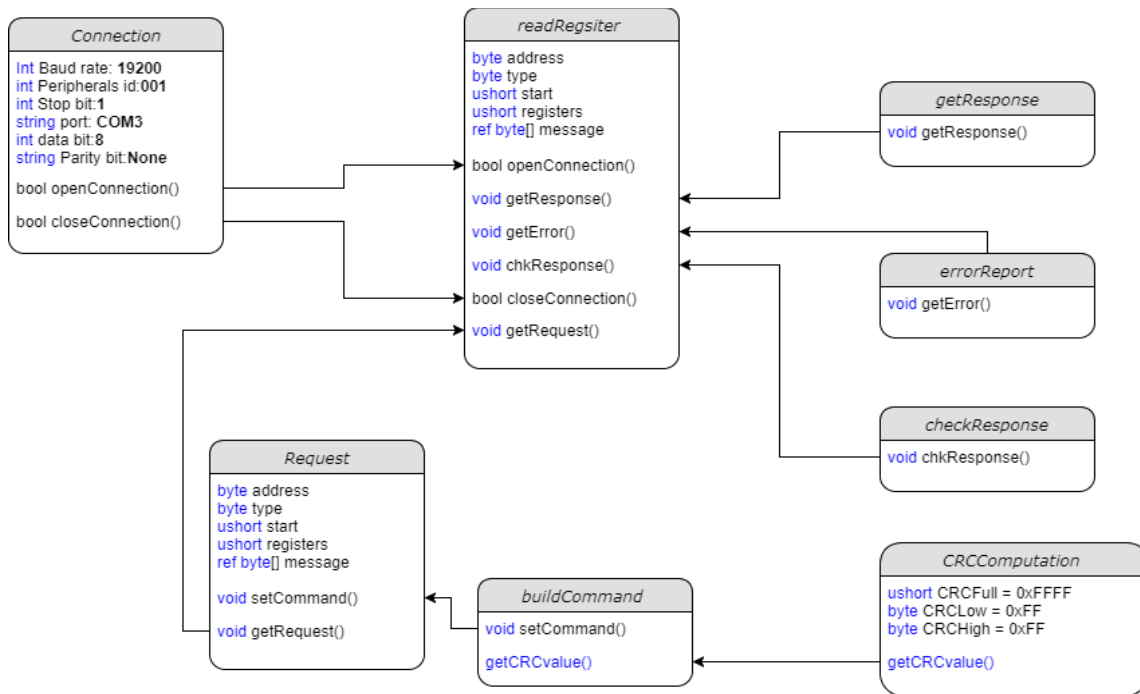 Connection
Int Baud rate: 19200
int Peripherals id:001
int Stop bit:1
string port: COM3
int data bit:8
string Parity bit:None
bool openConnection()
bool closeConnection()
readRegsiter
byte address
byte type
ushort start
ushort registers
ref byte[] message
bool openConnection()
void getResponse()
void getError()
void chkResponse()
bool closeConnection()
void getRequest()
getResponse
void getResponse()
errorReport
void getError()
checkResponse
void chkResponse()
Request
byte address
byte type
ushort start
ushort registers
ref byte[] message
void setCommand()
void getRequest()
buildCommand
void setCommand()
getCRCvalue()
CRCComputation
ushort CRCFull = 0xFFFF
byte CRCLow = 0xFF
byte CRCHigh = 0xFF
getCRCvalue()